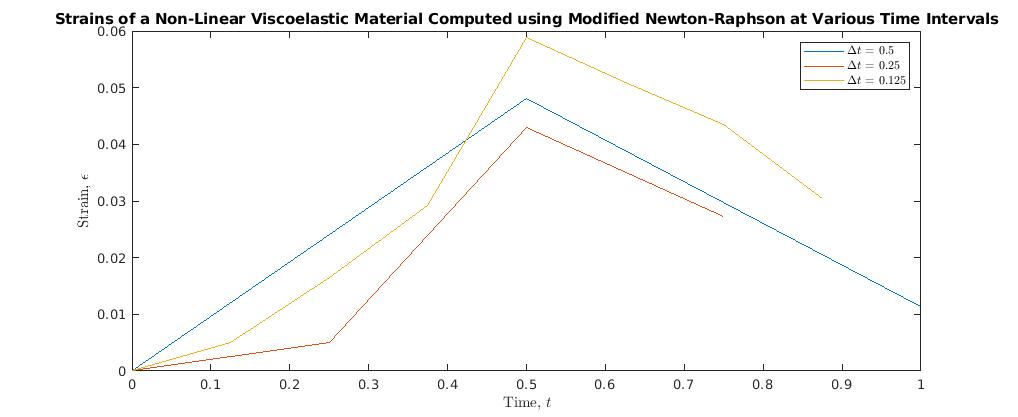 Strains of a Non-Linear Viscoelastic Material Computed using Modified Newton-Raphson at Various Time Intervals
0.06
0.05
0.04
0.03
0.02
0.01
0
Strain, ϵ
Δt = 0.5
Δt = 0.25
Δt = 0.125
0 0.1 0.2 0.3 0.4 0.5 0.6 0.7 0.8 0.9 1
Time, t